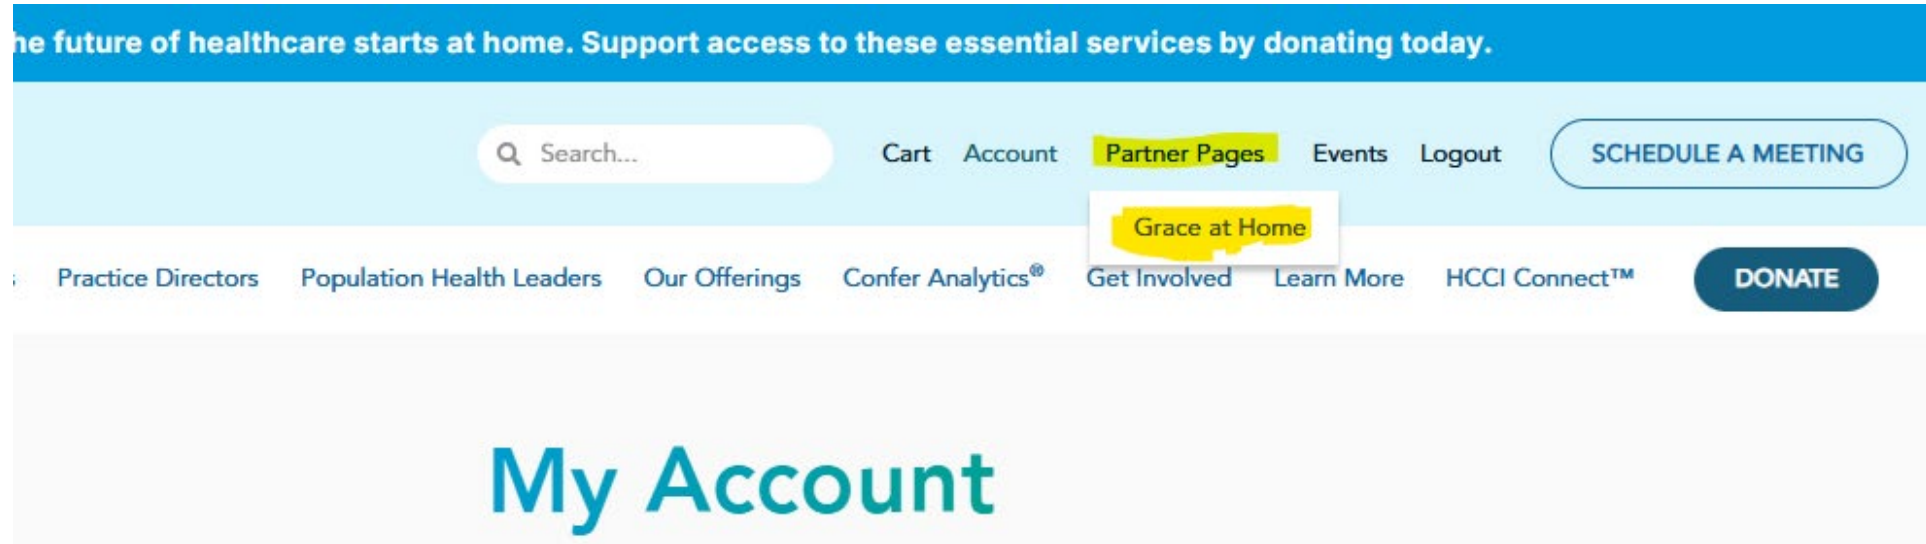 he future of healthcare starts at home. Support access to these essential services by donating today.
Search... Cart Account Partner Pages Events Logout SCHEDULE A MEETING
Grace at Home
Practice Directors Population Health Leaders Our Offerings Confer Analytics® Get Involved Learn More HCCI Connect™ DONATE
My Account